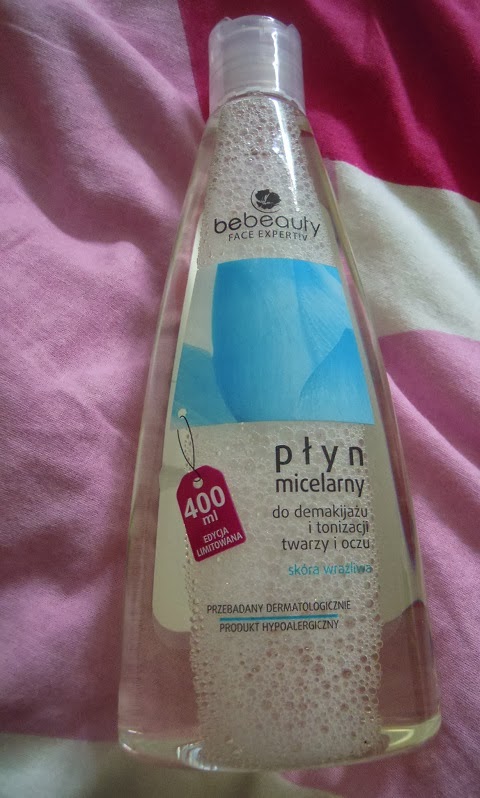 bebeauty
FACE EXPERTIV
płyn
micelarny
do demakijażu
i tonizacji
twarzy i oczu
skóra wrażliwa
400
ml
EDYCJA
LIMITOWANA
PRZEBADANY DERMATOLOGICZNIE
PRODUKT HYPOALERGICZNY